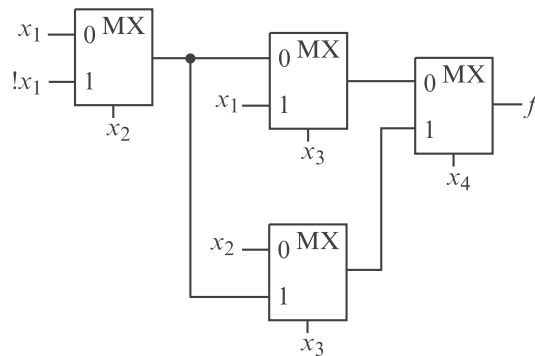 x₁ 0 MX
!x₁ 1
x₂
0 MX
x₁ 1
x₃
0 MX
1
f
x₄
x₂ 0 MX
1
x₃